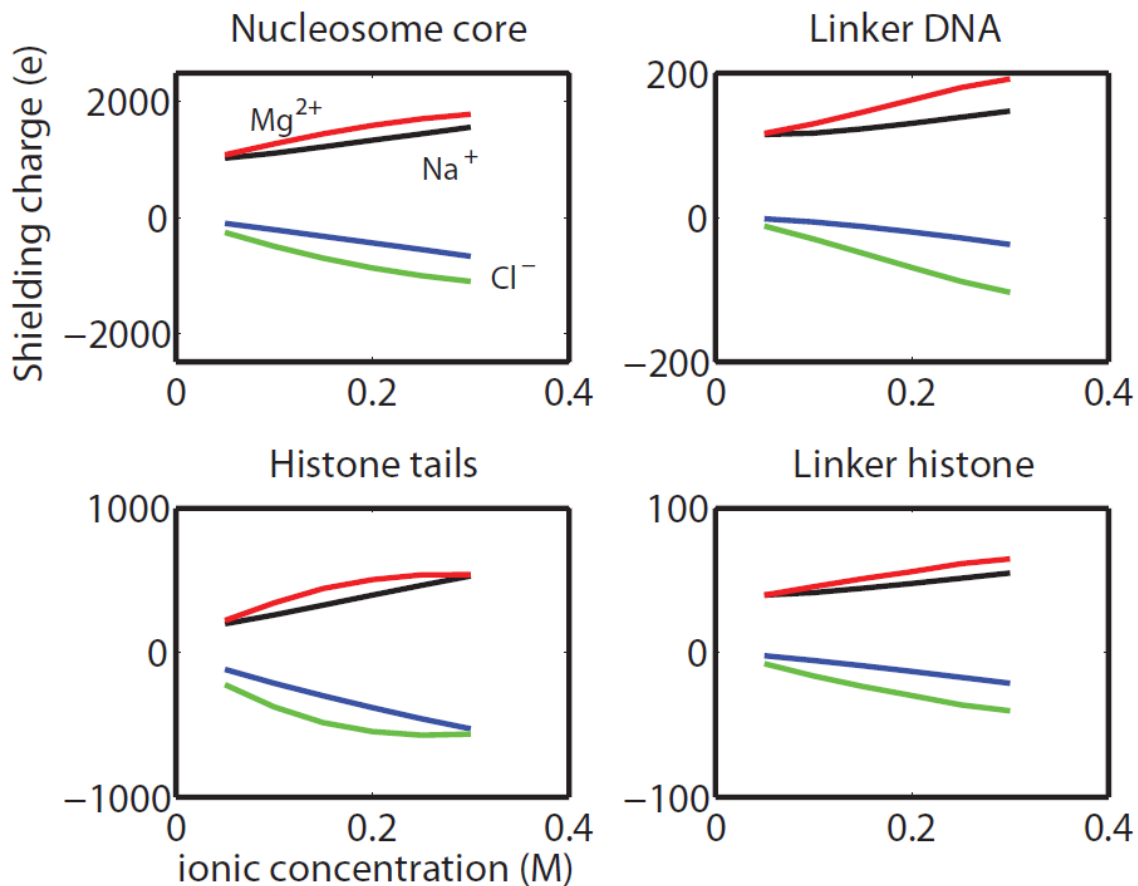 Nucleosome core
Linker DNA
Shielding charge (e)
2000
0
−2000
Mg2+
Na+
Cl−
0
0.2
0.4
200
0
−200
0
0.2
0.4
Histone tails
Linker histone
1000
0
−1000
0
0.2
0.4
100
0
−100
0
0.2
0.4
ionic concentration (M)